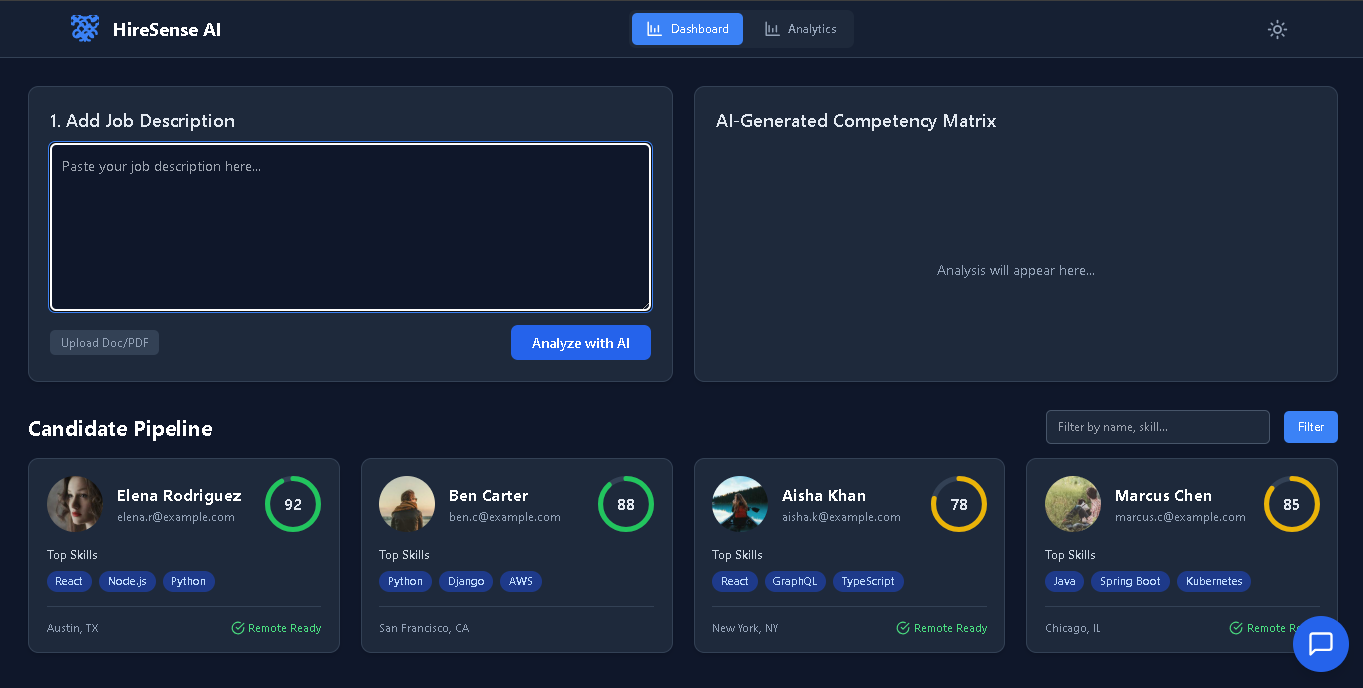 HireSense AI
Dashboard
Analytics
1. Add Job Description
Paste your job description here...
Upload Doc/PDF
Analyze with AI
AI-Generated Competency Matrix
Analysis will appear here...
Candidate Pipeline
Filter by name, skill...
Filter
Elena Rodriguez
elena.r@example.com
92
Top Skills
React Node.js Python
Austin, TX
Remote Ready
Ben Carter
ben.c@example.com
88
Top Skills
Python Django AWS
San Francisco, CA
Aisha Khan
aisha.k@example.com
78
Top Skills
React GraphQL TypeScript
New York, NY
Remote Ready
Marcus Chen
marcus.c@example.com
85
Top Skills
Java Spring Boot Kubernetes
Chicago, IL
Remote